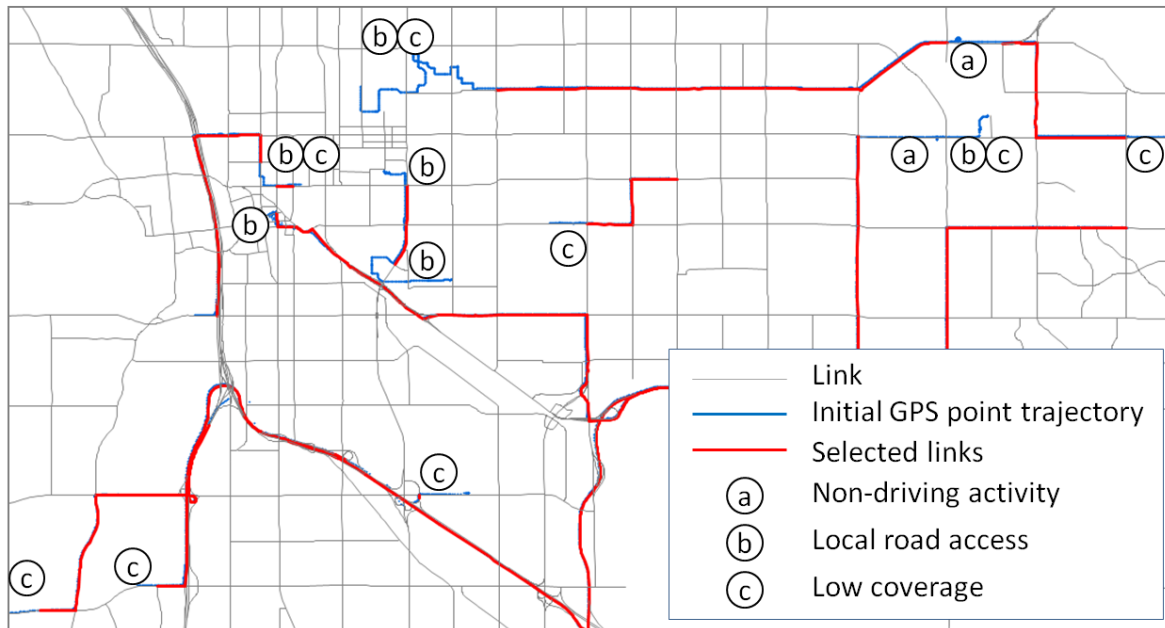 b c
a
a b c c
b c
b
b
c
b
c
c
c
Link
Initial GPS point trajectory
Selected links
a Non-driving activity
b Local road access
c Low coverage